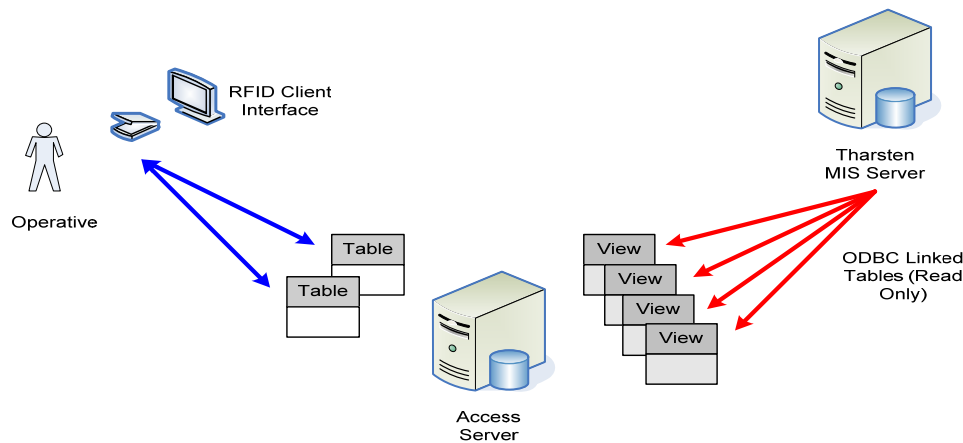 RFID Client
Interface
Operative
Table
Table
Access
Server
View
View
View
View
Tharsten
MIS Server
ODBC Linked
Tables (Read
Only)